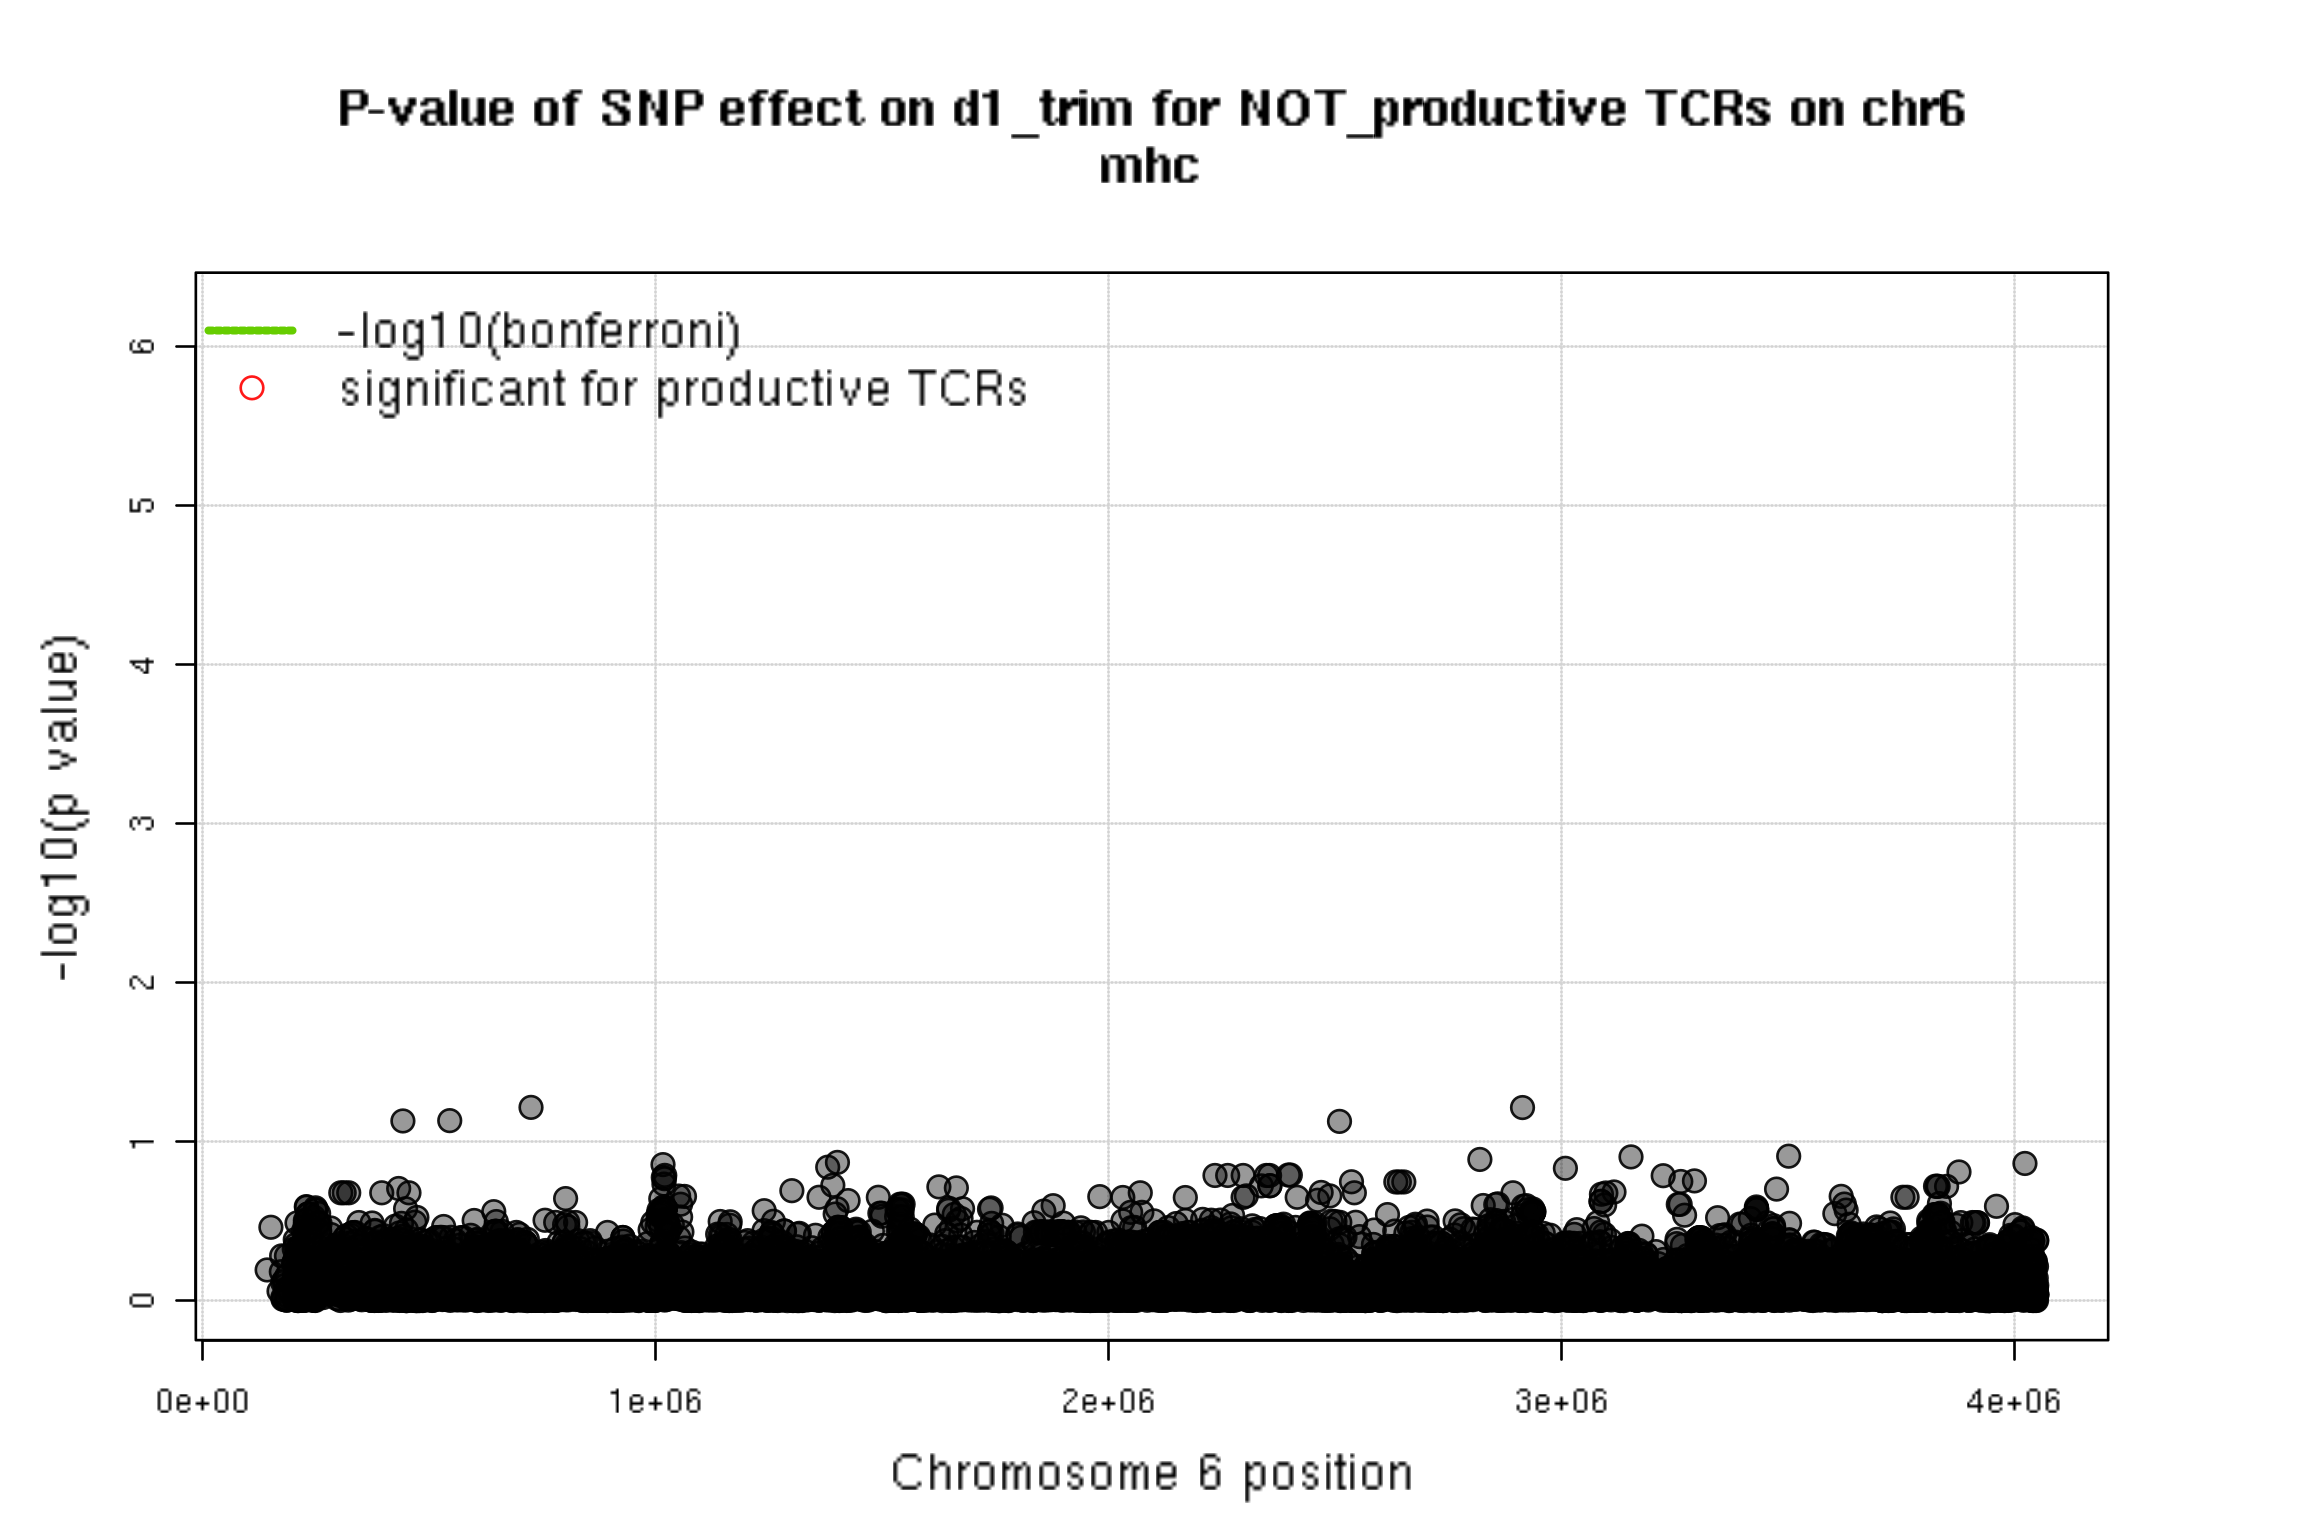 P-value of SNP effect on d1_trim for NOT_productive TCRs on chr6
mhc
-log10(bonferroni)
significant for productive TCRs
6
5
4
3
2
1
0
-log10(p value)
0e+00 1e+06 2e+06 3e+06 4e+06
Chromosome 6 position